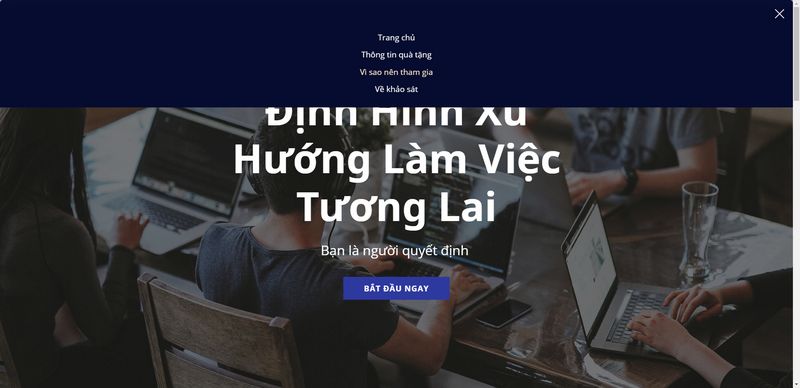 Trang chủ
Thông tin quà tặng
Vì sao nên tham gia
Về khảo sát
Định Hình Xu
Hướng Làm Việc
Tương Lai
Bạn là người quyết định
BẮT ĐẦU NGAY